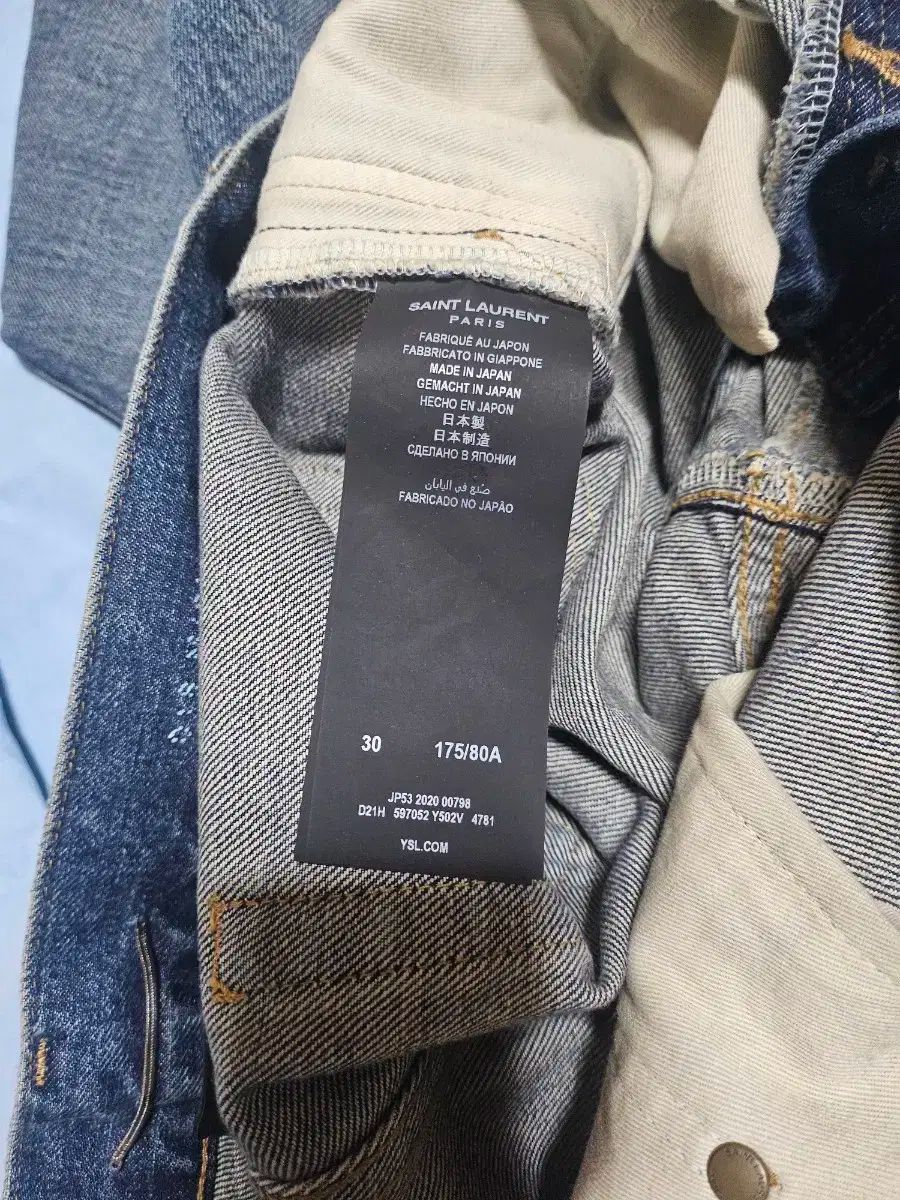 SAINT LAURENT
PARIS
FABRIQUÉ AU JAPON
FABBRICATO IN GIAPPONE
MADE IN JAPAN
GEMACHT IN JAPAN
HECHO EN JAPON
日本製
日本制造
СДЕЛАНО В ЯПОНИИ
صنع في اليابان
FABRICADO NO JAPÃO
30 175/80A
JP53 2020 00798
D21H 597052 Y502V 4781
YSL.COM